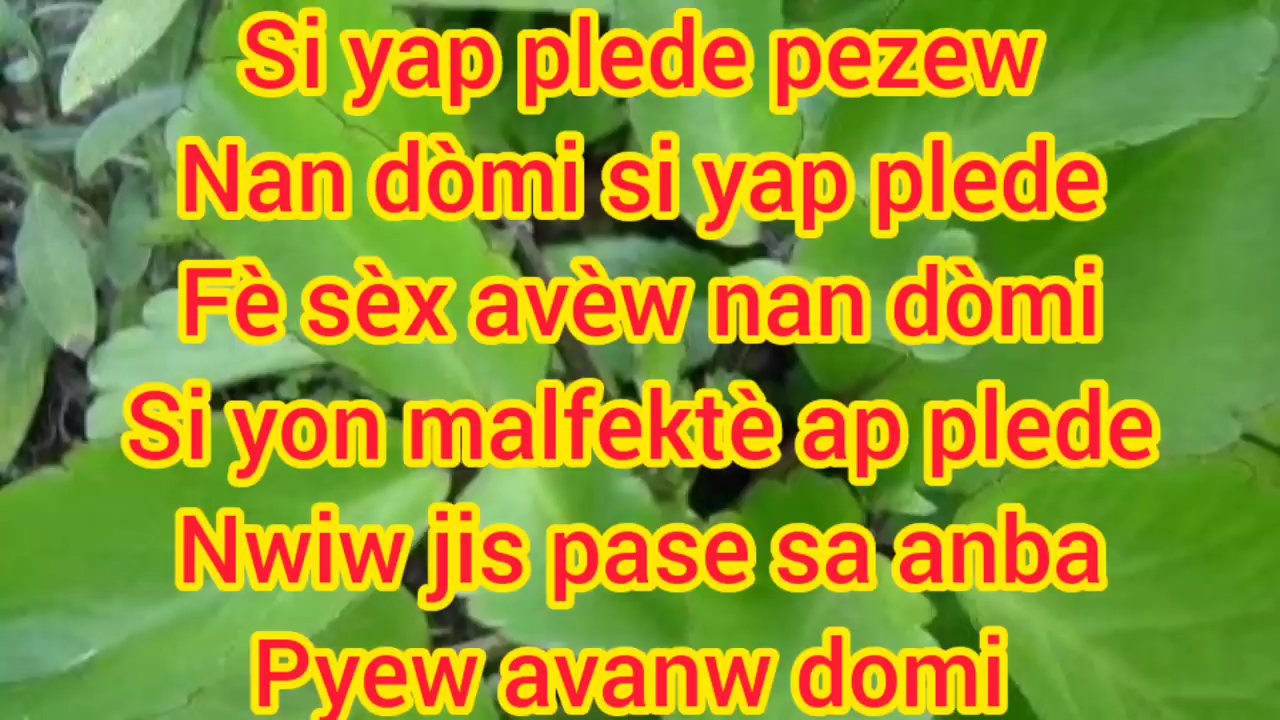 Si yap plede pezew
Nan dòmi si yap plede
Fè sèx avèw nan dòmi
Si yon malfektè ap plede
Nwiw jis pase sa anba
Pyew avanw domi